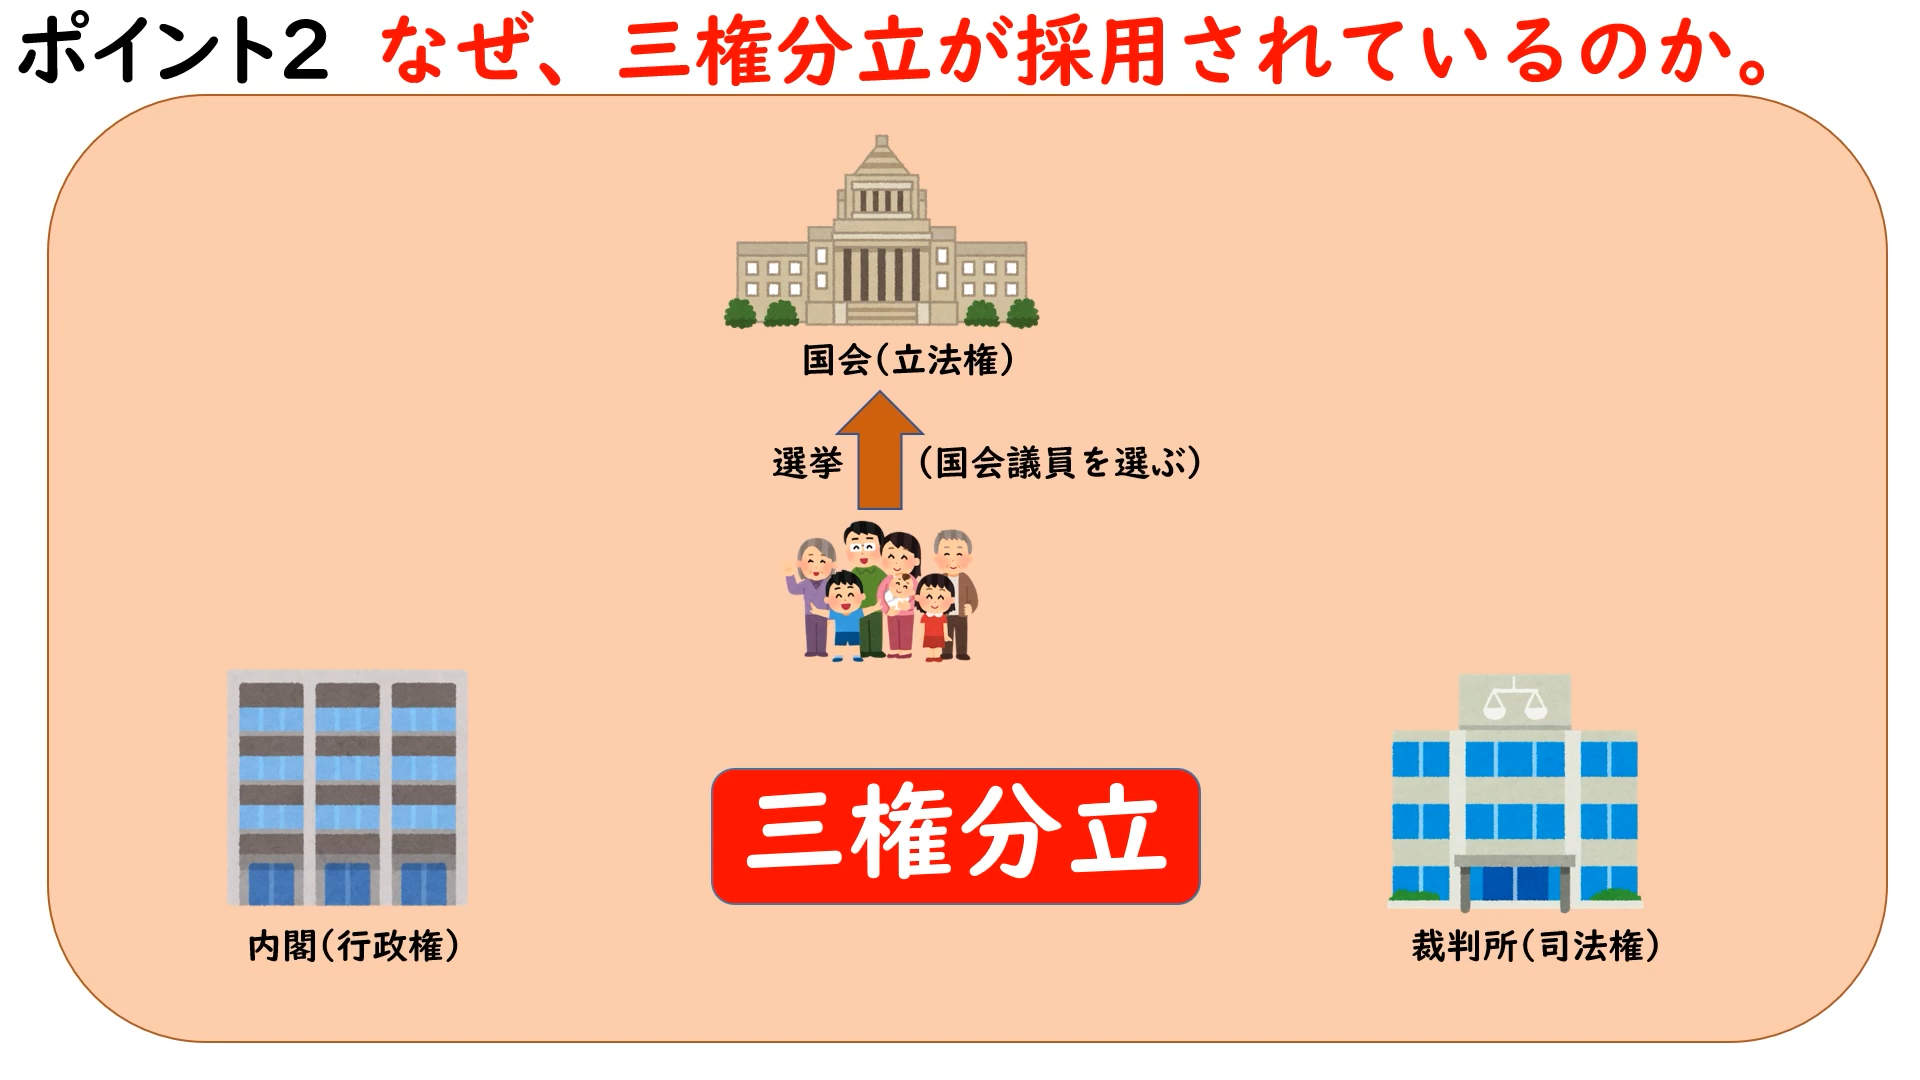 ポイント2 なぜ、三権分立が採用されているのか。
国会(立法権)
選挙 (国会議員を選ぶ)
三権分立
内閣(行政権)
裁判所(司法権)